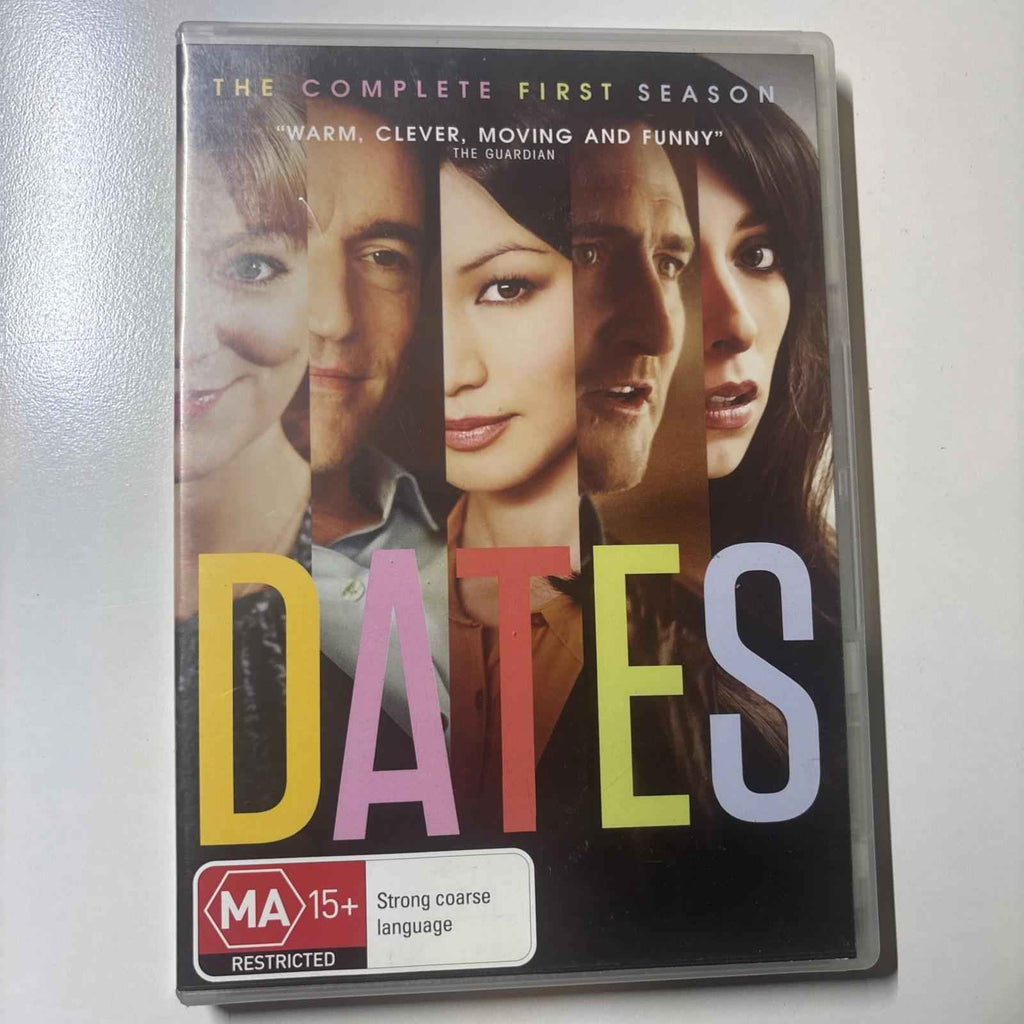 THE COMPLETE FIRST SEASON
“WARM, CLEVER, MOVING AND FUNNY”
THE GUARDIAN
DATES
MA 15+
RESTRICTED
Strong coarse
language